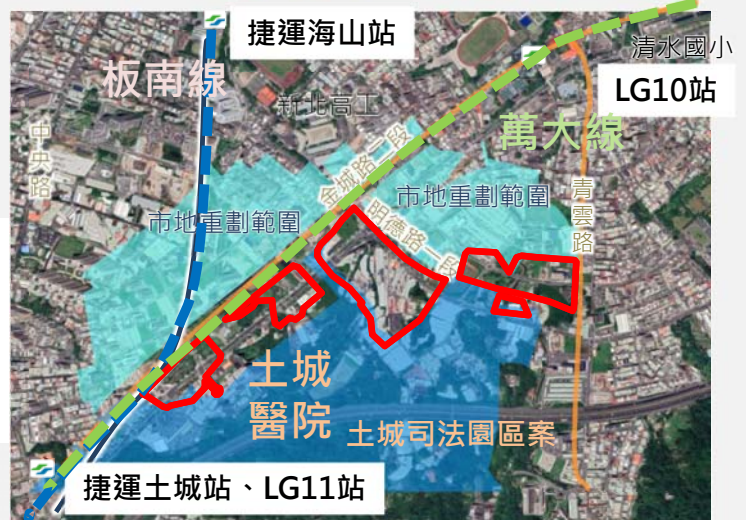 捷運海山站
清水國小
板南線
LG10站
新北高工
萬大線
中央路
金城路二段
市地重劃範圍
明德路一段
青雲路
市地重劃範圍
土城
醫院
土城司法園區案
捷運土城站、LG11站